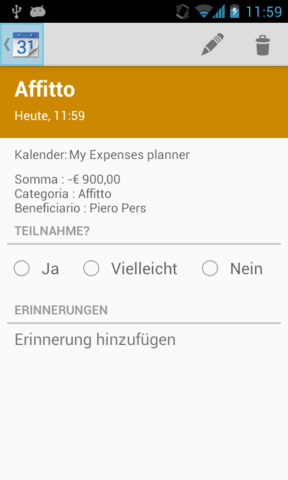 11:59
31
Affitto
Heute, 11:59
Kalender: My Expenses planner
Somma : -€ 900,00
Categoria : Affitto
Beneficiario : Piero Pers
TEILNAHME?
Ja Vielleicht Nein
ERINNERUNGEN
Erinnerung hinzufügen